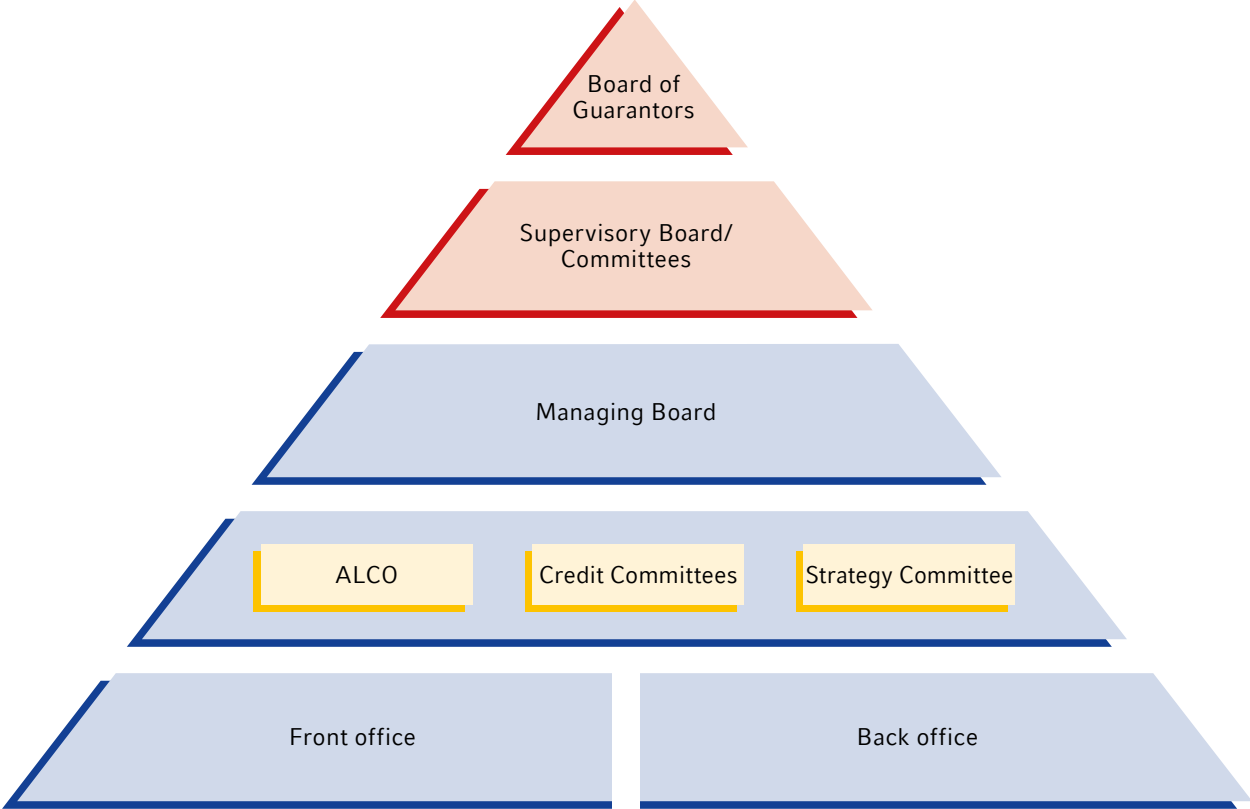 Board of
Guarantors
Supervisory Board/
Committees
Managing Board
ALCO
Credit Committees
Strategy Committee
Front office
Back office